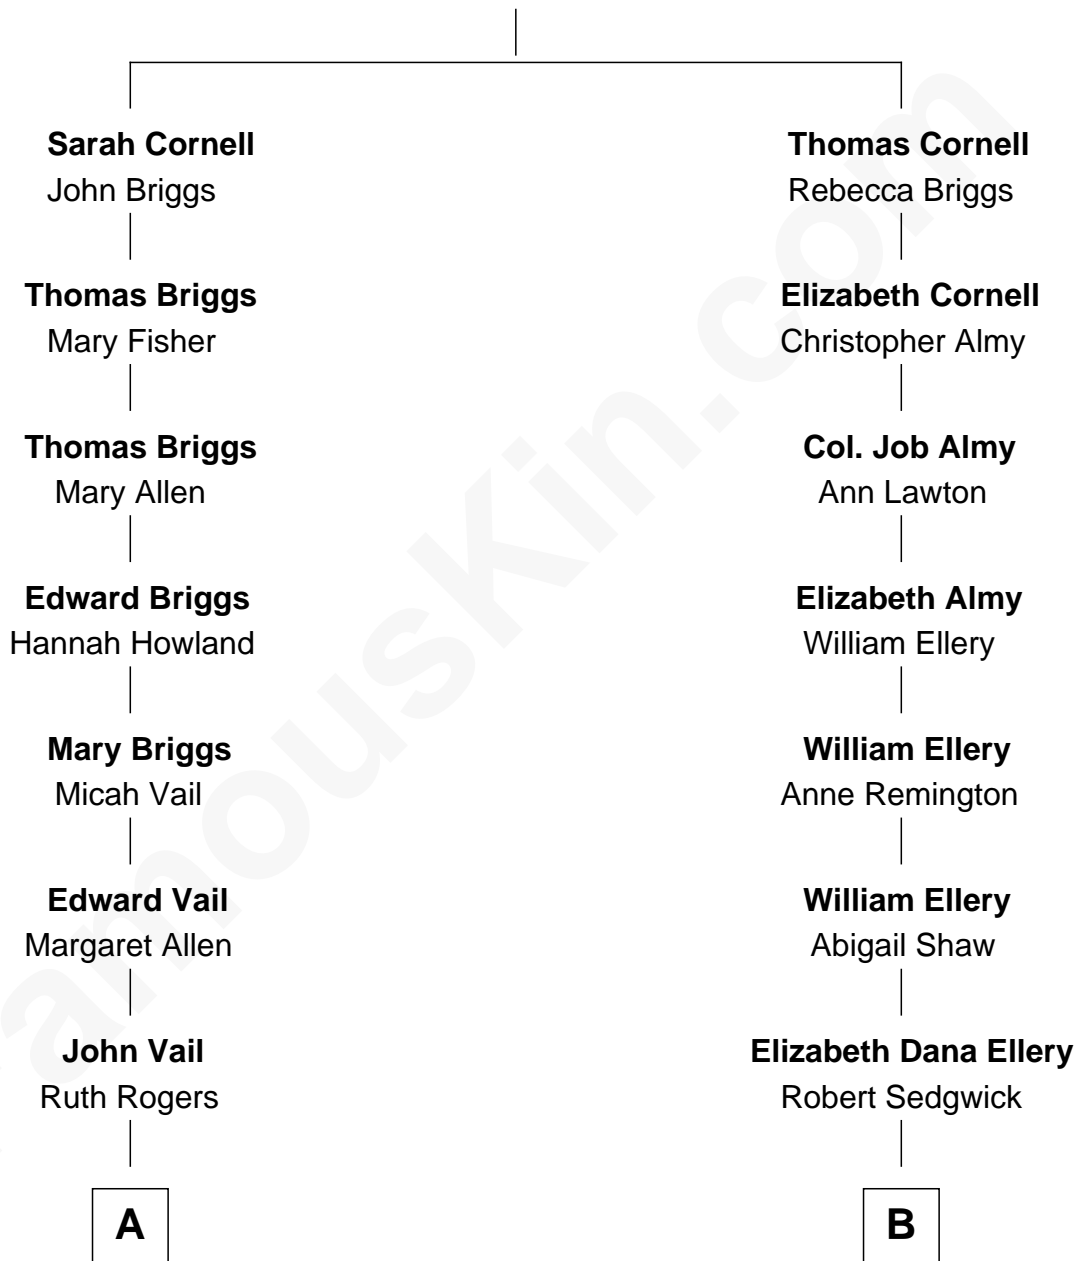 Sarah Cornell
John Briggs
Thomas Briggs
Mary Fisher
Thomas Briggs
Mary Allen
Edward Briggs
Hannah Howland
Mary Briggs
Micah Vail
Edward Vail
Margaret Allen
John Vail
Ruth Rogers
A
Thomas Cornell
Rebecca Briggs
Elizabeth Cornell
Christopher Almy
Col. Job Almy
Ann Lawton
Elizabeth Almy
William Ellery
William Ellery
Anne Remington
William Ellery
Abigail Shaw
Elizabeth Dana Ellery
Robert Sedgwick
B
amouskin.com